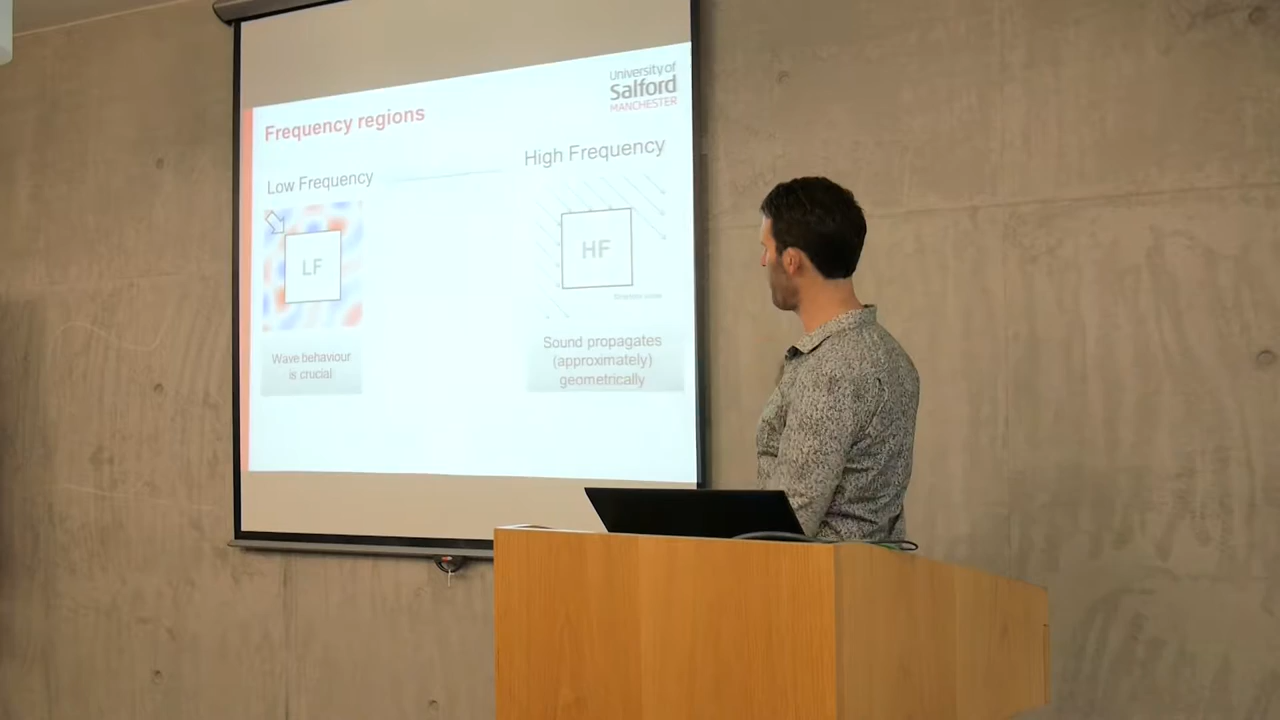 University of
Salford
MANCHESTER
Frequency regions
Low Frequency
High Frequency
LF
HF
Wave behaviour
is crucial
Sound propagates
(approximately)
geometrically